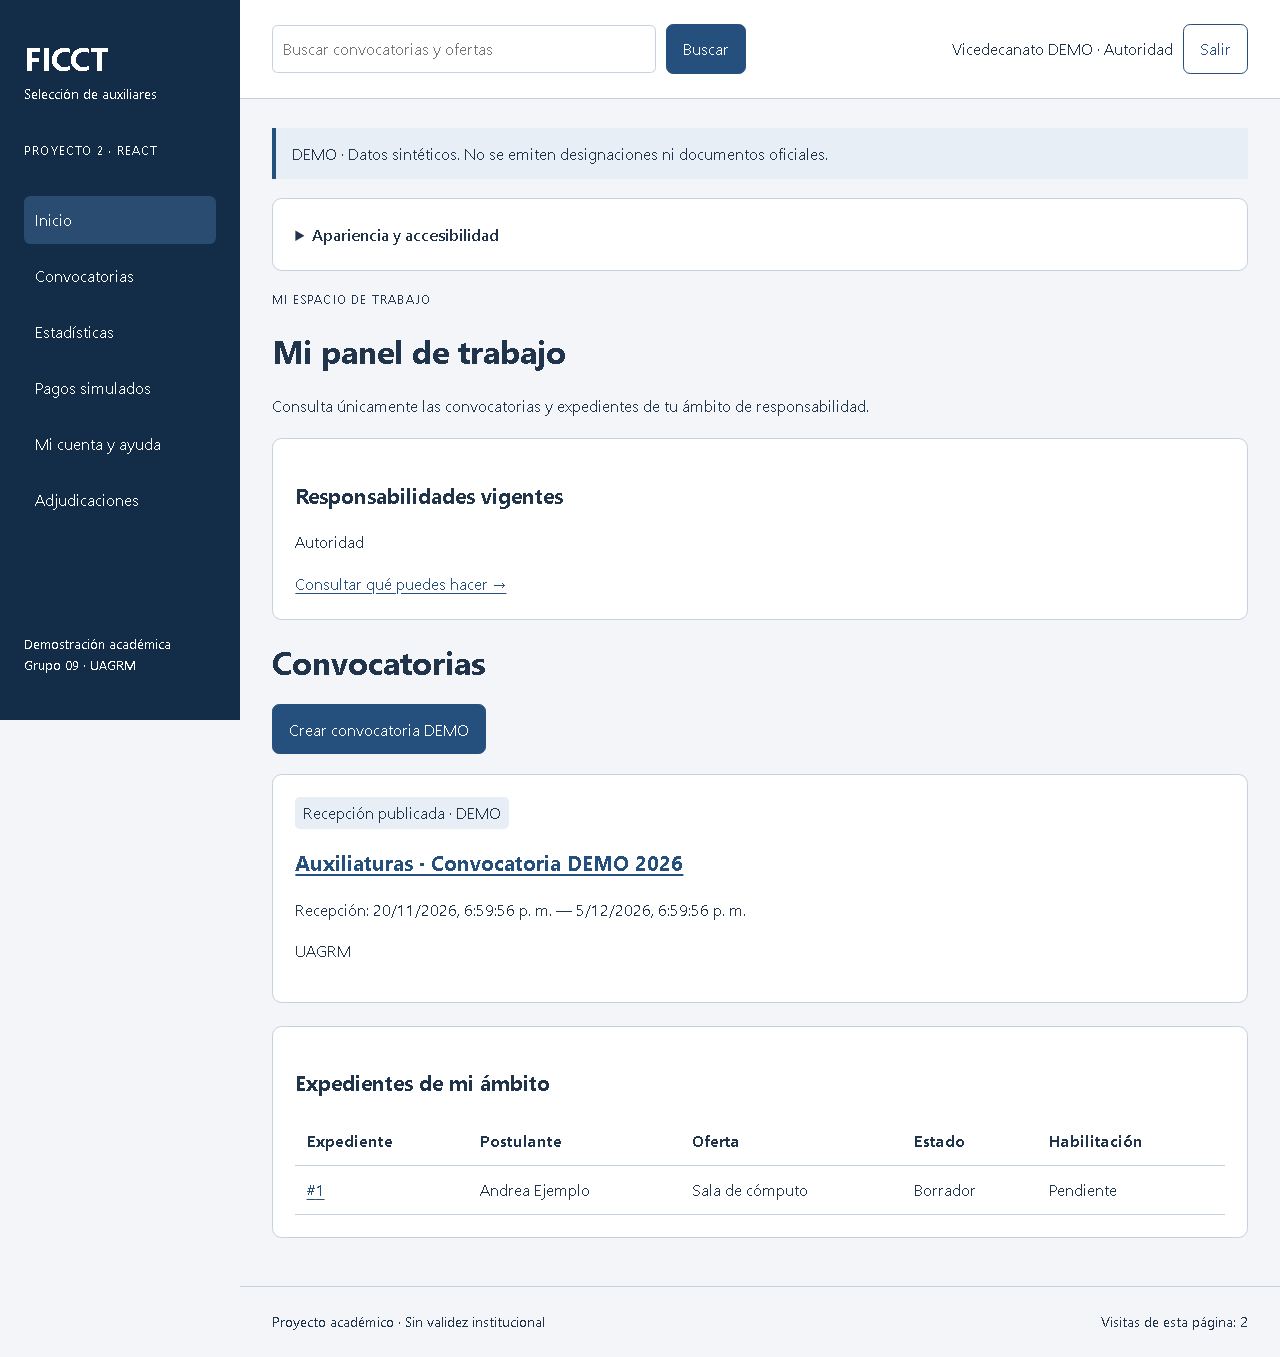 FICCT
Selección de auxiliares
PROYECTO 2 · REACT
Inicio
Convocatorias
Estadísticas
Pagos simulados
Mi cuenta y ayuda
Adjudicaciones
Demostración académica
Grupo 09 · UAGRM
Buscar convocatorias y ofertas
Buscar
Vicedecanato DEMO · Autoridad
Salir
DEMO · Datos sintéticos. No se emiten designaciones ni documentos oficiales.
▶ Apariencia y accesibilidad
MI ESPACIO DE TRABAJO
Mi panel de trabajo
Consulta únicamente las convocatorias y expedientes de tu ámbito de responsabilidad.
Responsabilidades vigentes
Autoridad
Consultar qué puedes hacer →
Convocatorias
Crear convocatoria DEMO
Recepción publicada · DEMO
Auxiliaturas · Convocatoria DEMO 2026
Recepción: 20/11/2026, 6:59:56 p. m. — 5/12/2026, 6:59:56 p. m.
UAGRM
Expedientes de mi ámbito
Expediente Postulante Oferta Estado Habilitación
#1 Andrea Ejemplo Sala de cómputo Borrador Pendiente
Proyecto académico · Sin validez institucional
Visitas de esta página: 2